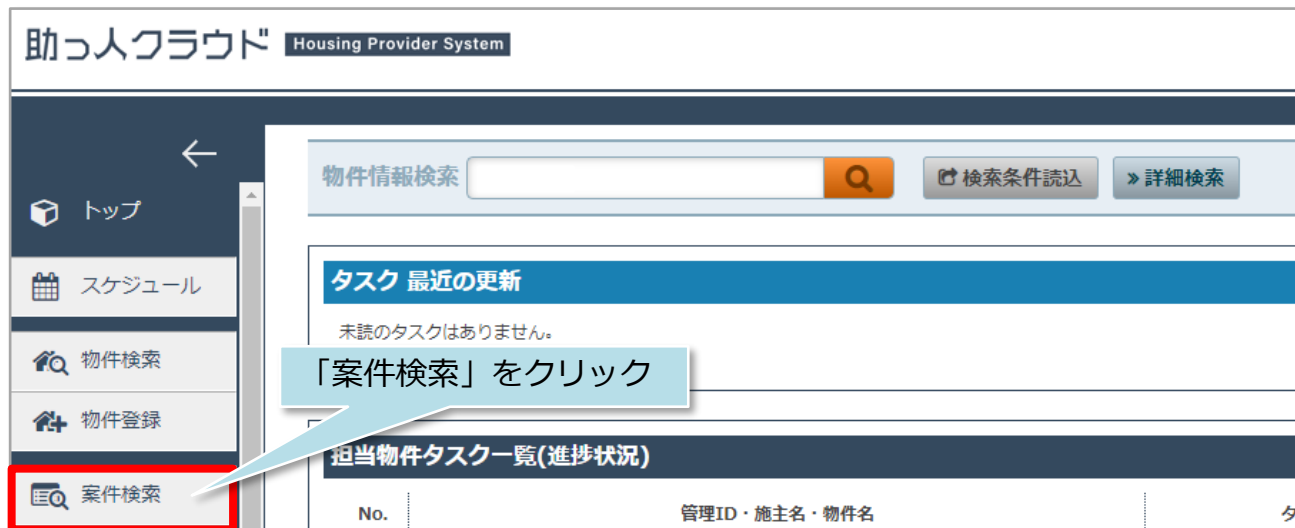 助っ人クラウド Housing Provider System
物件情報検索 検索条件読込 » 詳細検索
トップ
スケジュール
物件検索
物件登録
案件検索
タスク 最近の更新
未読のタスクはありません。
「案件検索」をクリック
担当物件タスク一覧(進捗状況)
No. 管理ID・施主名・物件名